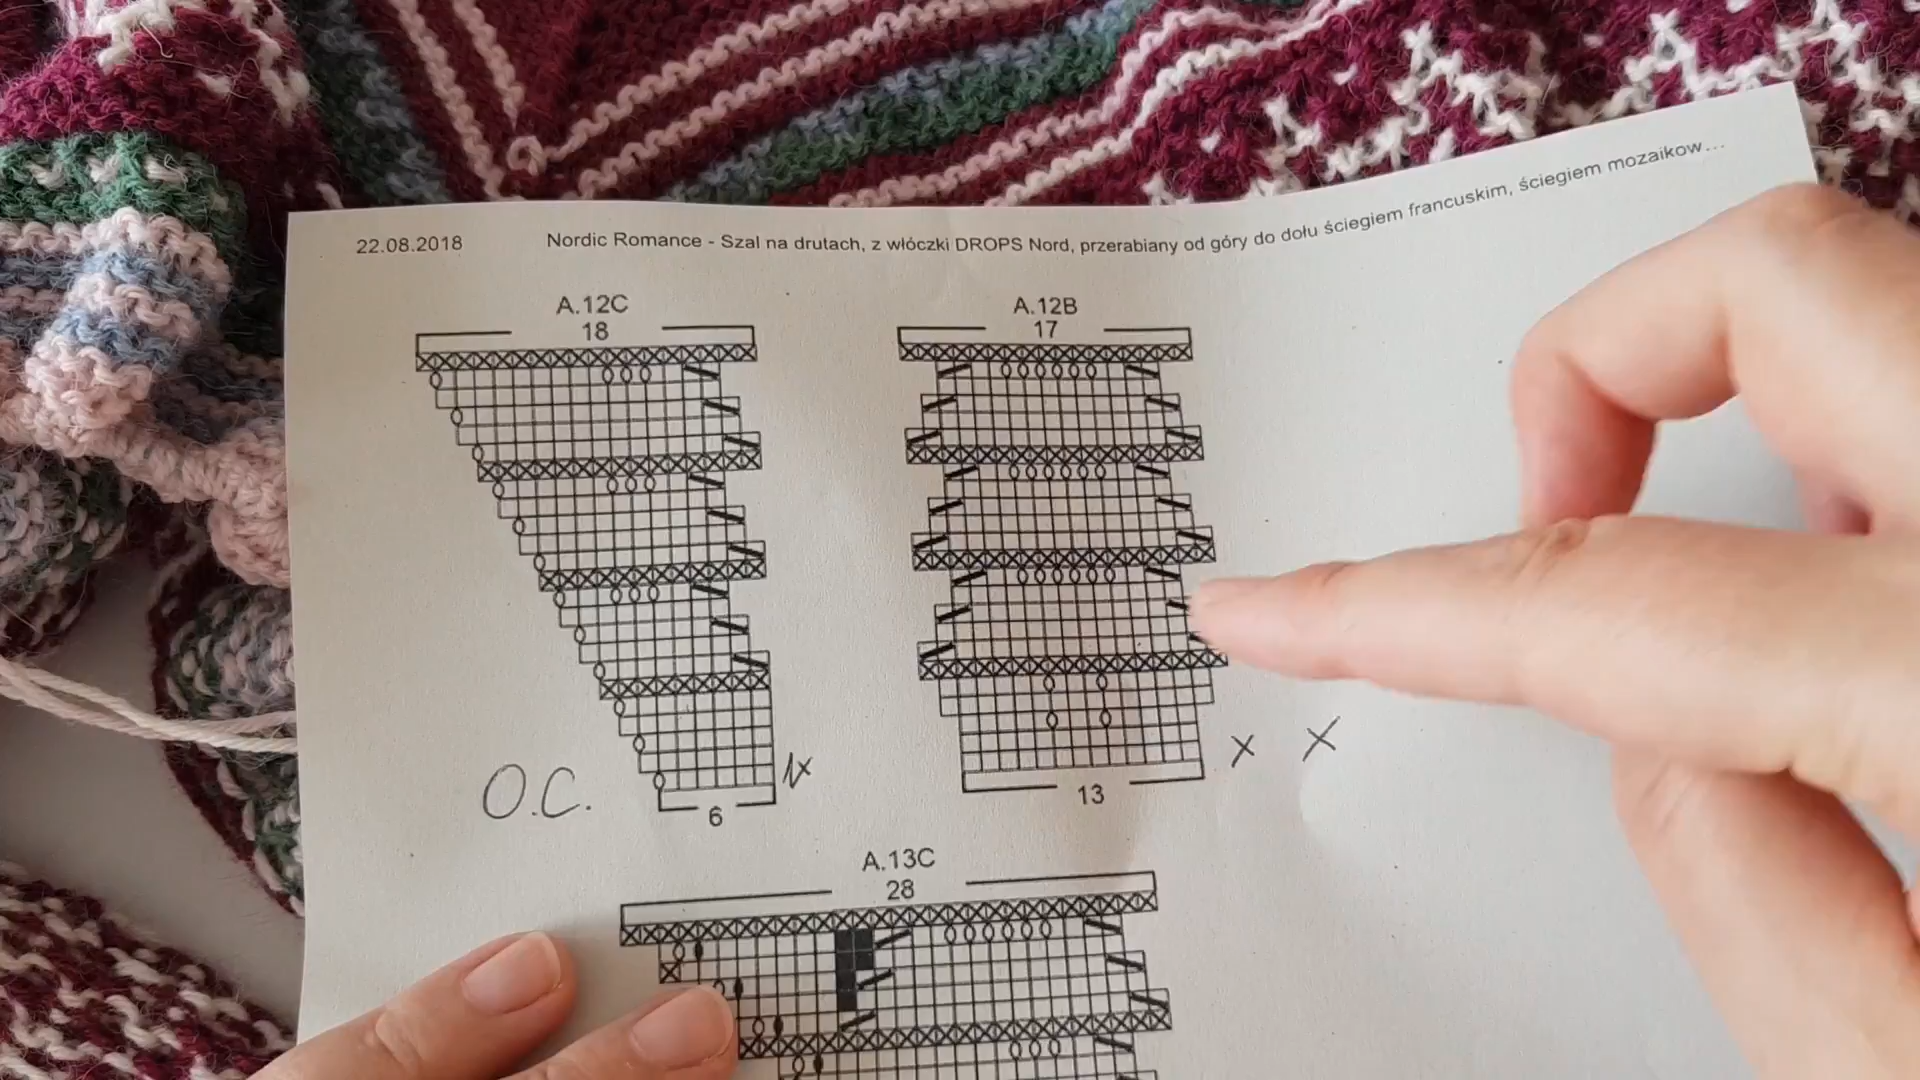 22.08.2018
Nordic Romance - Szal na drutach, z włóczki DROPS Nord, przerabiany od góry do dołu ściegiem francuskim, ściegiem mozaikow...
A.12C
18
A.12B
17
O.C.
1x
6
13
X X
A.13C
28